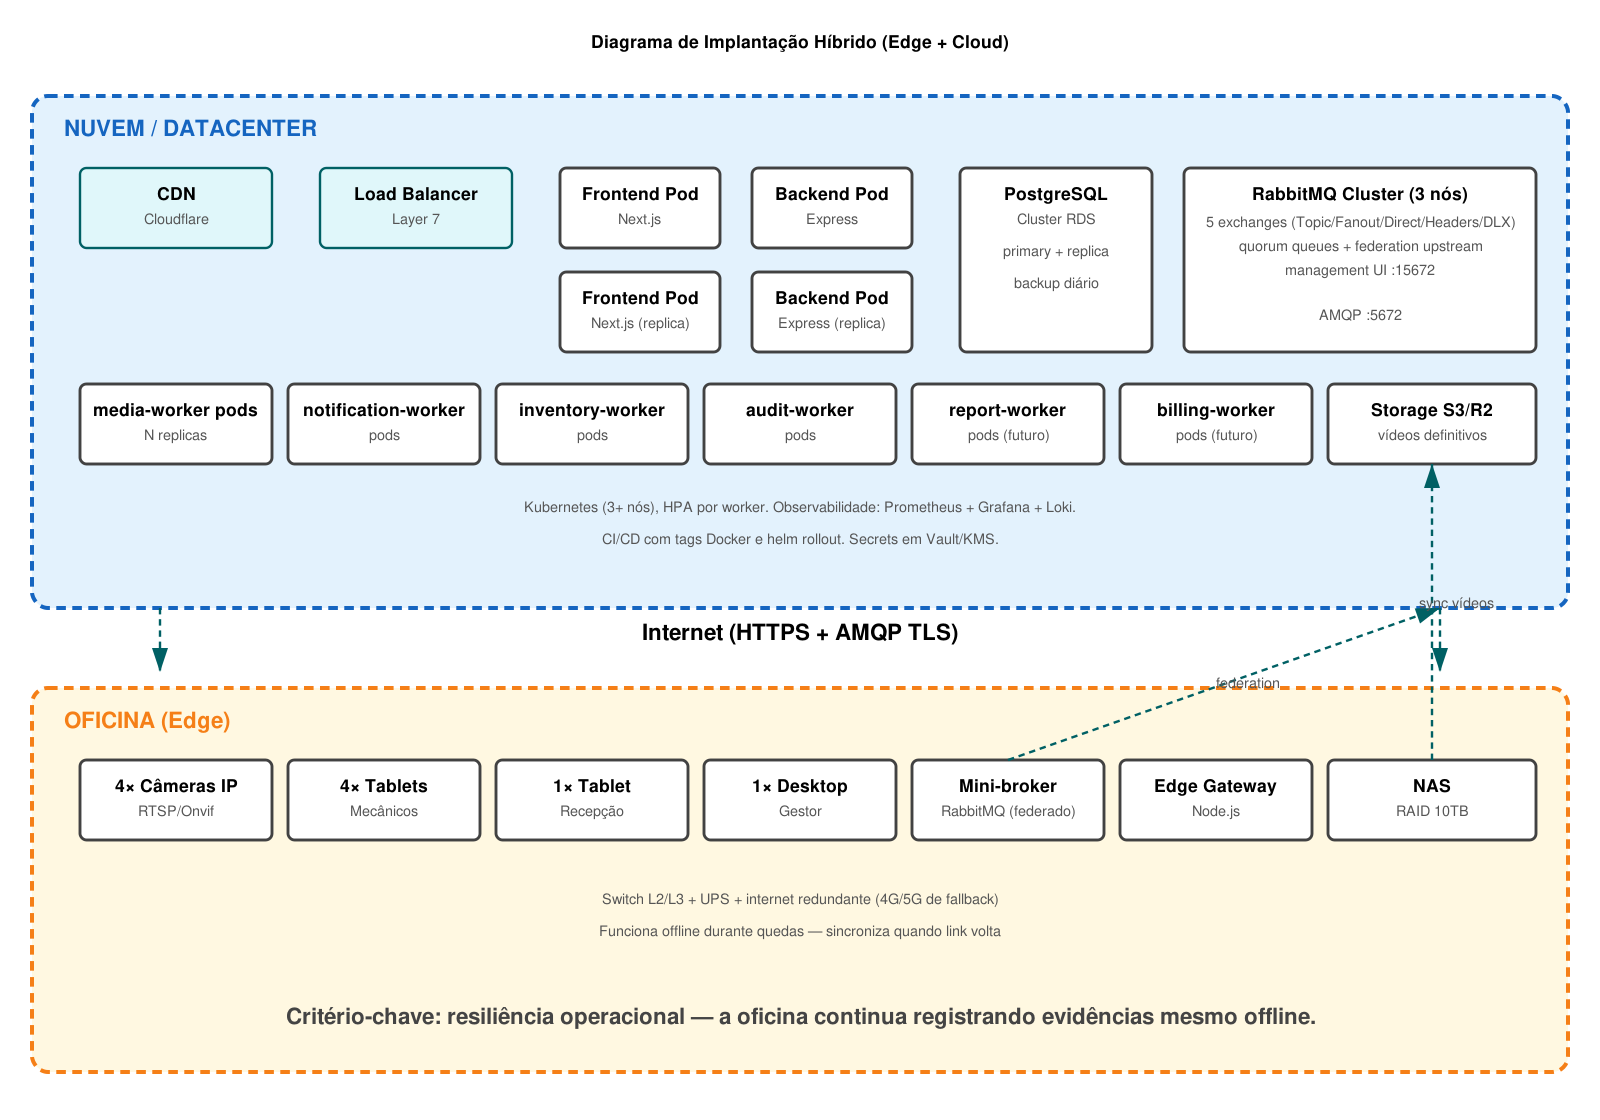 Diagrama de Implantação Híbrido (Edge + Cloud)
NUVEM / DATACENTER
CDN
Cloudflare
Load Balancer
Layer 7
Frontend Pod
Next.js
Backend Pod
Express
PostgreSQL
Cluster RDS
primary + replica
backup diário
RabbitMQ Cluster (3 nós)
5 exchanges (Topic/Fanout/Direct/Headers/DLX)
quorum queues + federation upstream
management UI :15672
AMQP :5672
Frontend Pod
Next.js (replica)
Backend Pod
Express (replica)
media-worker pods
N replicas
notification-worker
pods
inventory-worker
pods
audit-worker
pods
report-worker
pods (futuro)
billing-worker
pods (futuro)
Storage S3/R2
vídeos definitivos
Kubernetes (3+ nós), HPA por worker. Observabilidade: Prometheus + Grafana + Loki.
CI/CD com tags Docker e helm rollout. Secrets em Vault/KMS.
sync vídeos
Internet (HTTPS + AMQP TLS)
federation
OFICINA (Edge)
4× Câmeras IP
RTSP/Onvif
4× Tablets
Mecânicos
1× Tablet
Recepção
1× Desktop
Gestor
Mini-broker
RabbitMQ (federado)
Edge Gateway
Node.js
NAS
RAID 10TB
Switch L2/L3 + UPS + internet redundante (4G/5G de fallback)
Funciona offline durante quedas — sincroniza quando link volta
Critério-chave: resiliência operacional — a oficina continua registrando evidências mesmo offline.